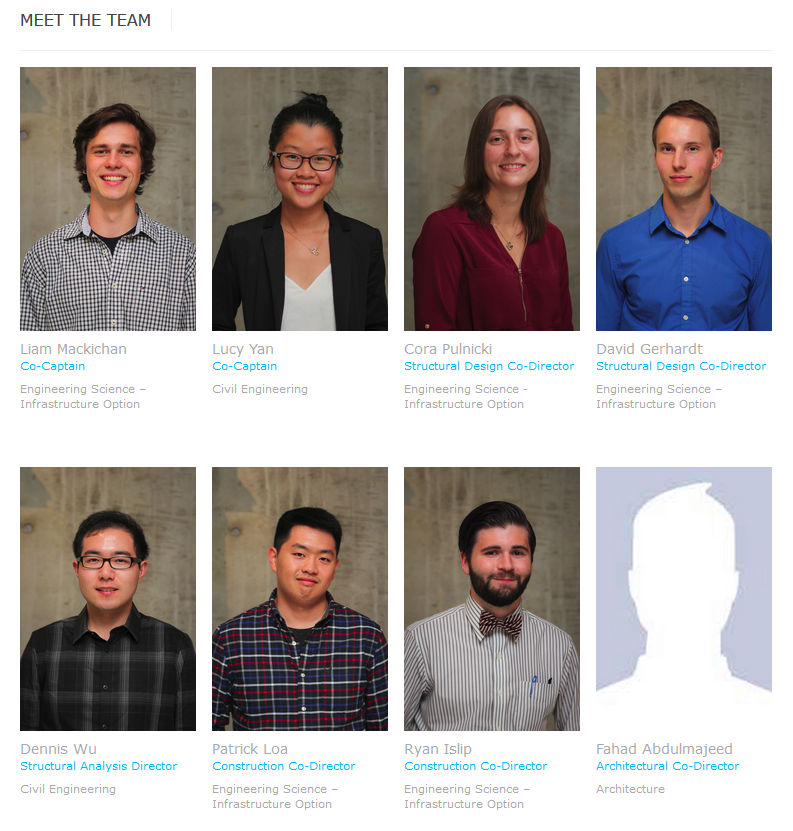 MEET THE TEAM
Liam Mackichan
Co-Captain
Engineering Science –
Infrastructure Option
Lucy Yan
Co-Captain
Civil Engineering
Cora Pulnicki
Structural Design Co-Director
Engineering Science -
Infrastructure Option
David Gerhardt
Structural Design Co-Director
Engineering Science –
Infrastructure Option
Dennis Wu
Structural Analysis Director
Civil Engineering
Patrick Loa
Construction Co-Director
Engineering Science –
Infrastructure Option
Ryan Islip
Construction Co-Director
Engineering Science –
Infrastructure Option
Fahad Abdulmajeed
Architectural Co-Director
Architecture